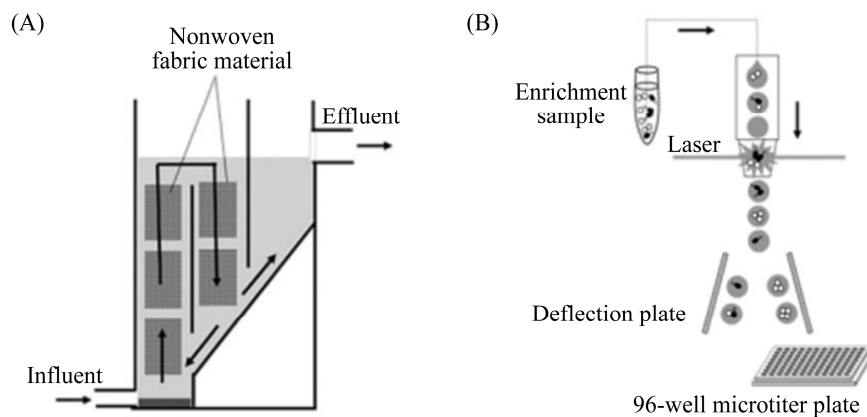 (A)
Nonwoven
fabric material
Effluent
Influent
(B)
Enrichment
sample
Laser
Deflection plate
96-well microtiter plate